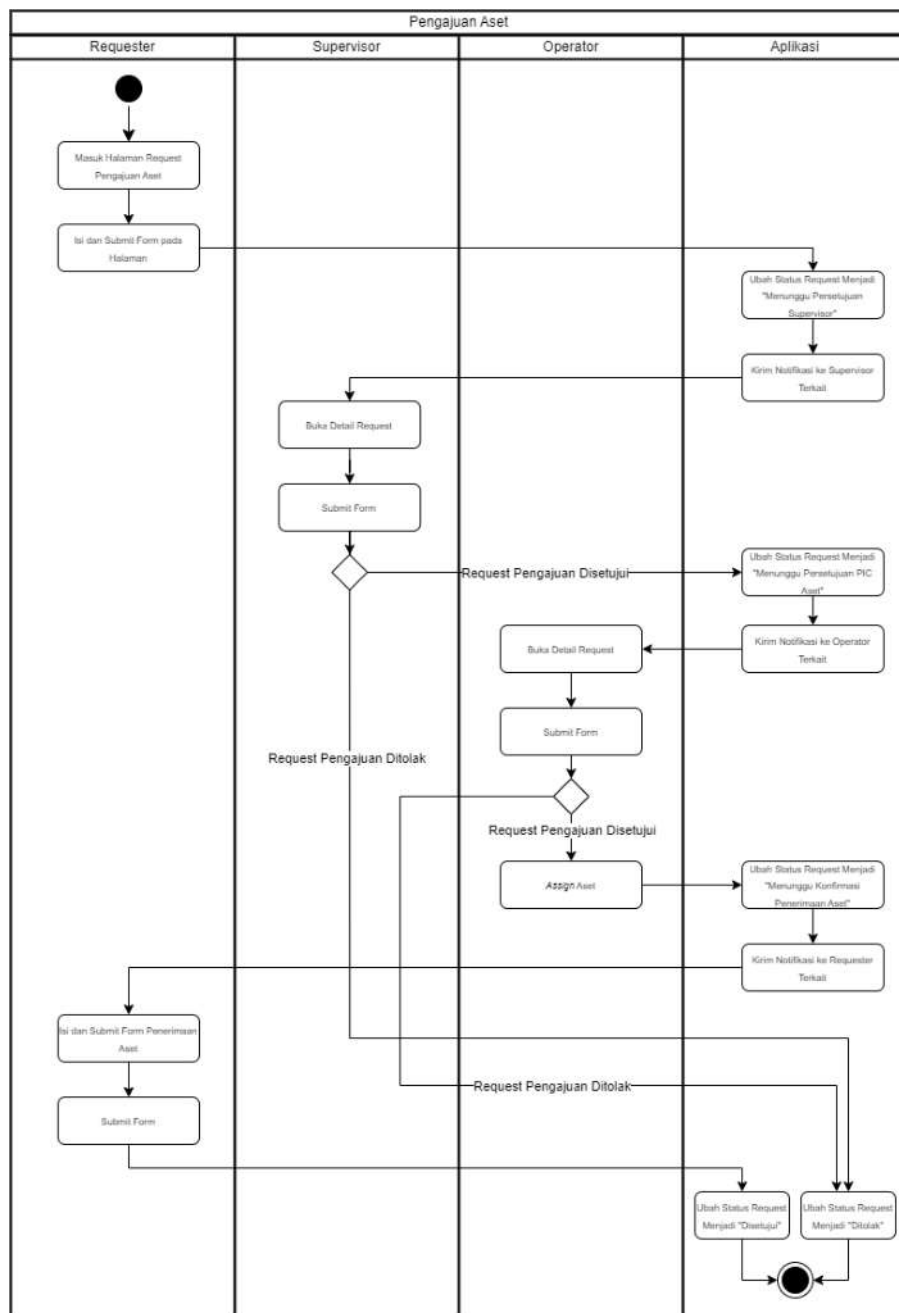 Pengajuan Aset
Requester
Supervisor
Operator
Aplikasi
Masuk Halaman Request
Pengajuan Aset
Isi dan Submit Form pada
Halaman
Ubah Status Request Menjadi
"Menunggu Persetujuan
Supervisor"
Kirim Notifikasi ke Supervisor
Terkait
Buka Detail Request
Submit Form
Request Pengajuan Disetujui
Ubah Status Request Menjadi
"Menunggu Persetujuan PIC
Aset"
Kirim Notifikasi ke Operator
Terkait
Buka Detail Request
Submit Form
Request Pengajuan Ditolak
Request Pengajuan Disetujui
Assign Aset
Ubah Status Request Menjadi
"Menunggu Konfirmasi
Penerimaan Aset"
Kirim Notifikasi ke Requester
Terkait
Isi dan Submit Form Penerimaan
Aset
Request Pengajuan Ditolak
Submit Form
Ubah Status Request
Menjadi "Disetujui"
Ubah Status Request
Menjadi "Ditolak"